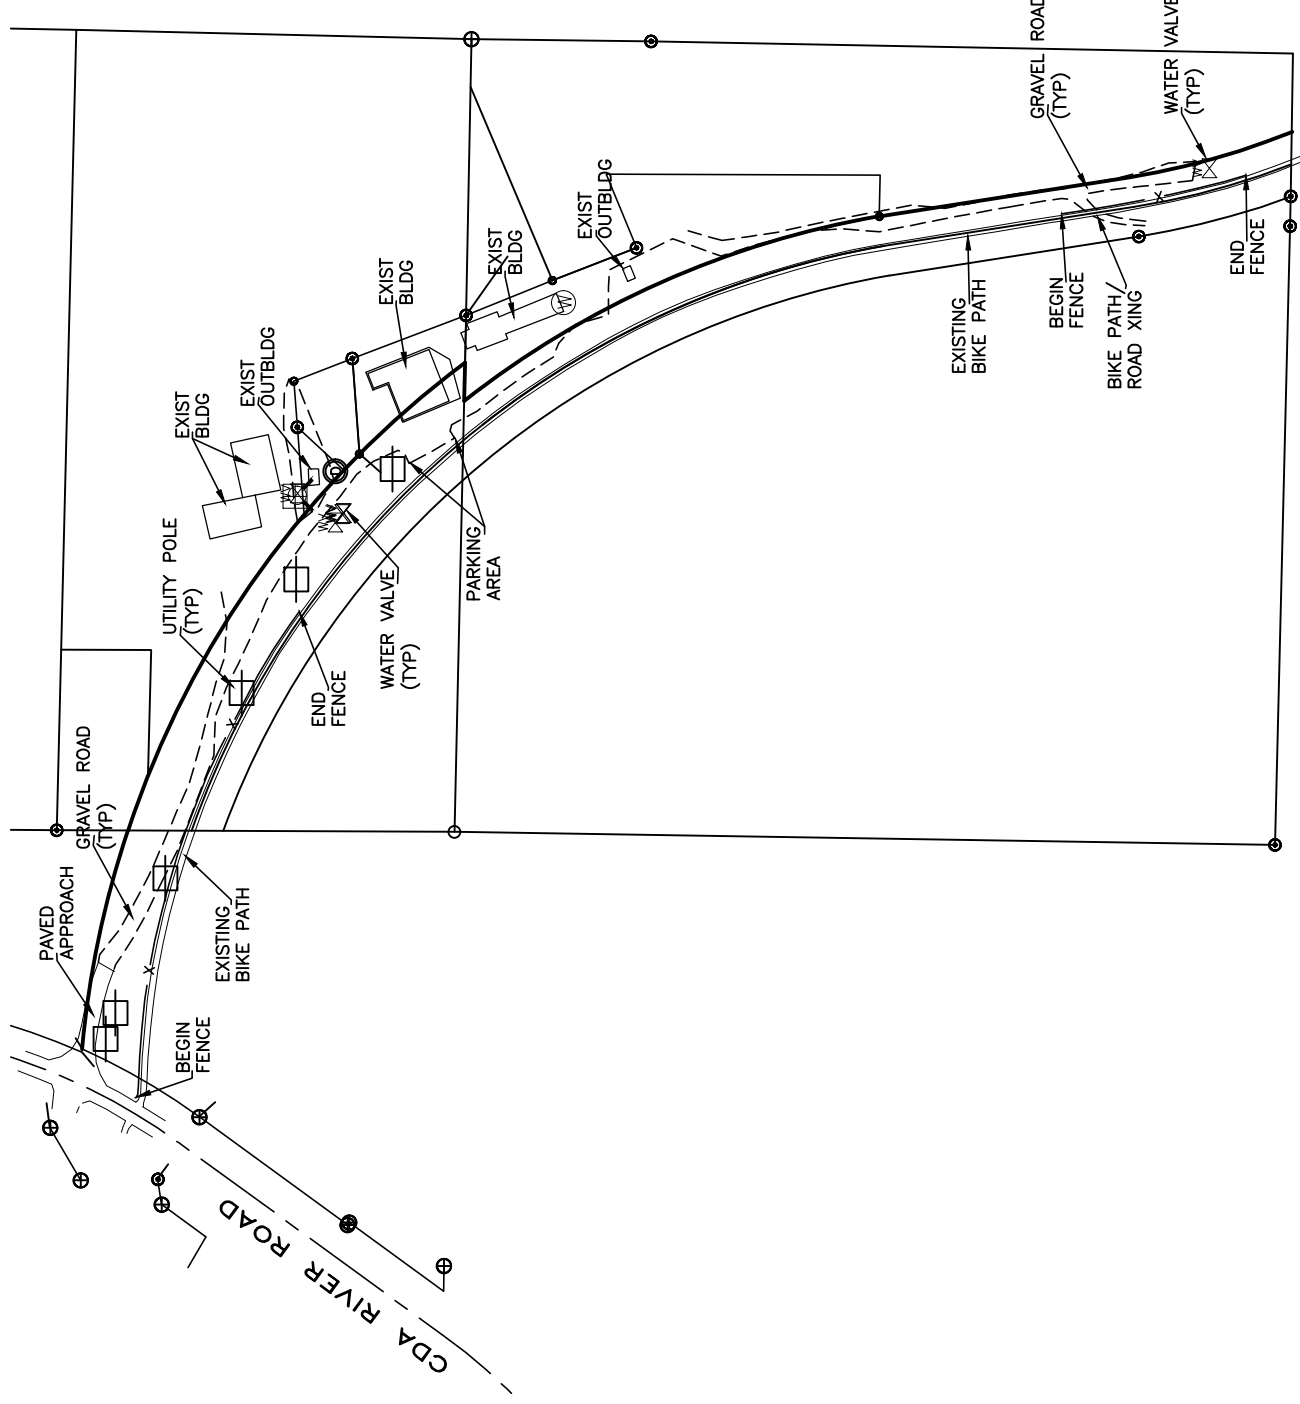 GRAVEL ROAD
(TYP)
WATER VALVE
(TYP)
EXIST
OUTBLDG
EXIST
BLDG
EXIST
BLDG
EXIST
OUTBLDG
EXIST
BLDG
END
FENCE
BEGIN
FENCE
BIKE PATH/
ROAD XING
EXISTING
BIKE PATH
UTILITY POLE
(TYP)
PARKING
AREA
WATER VALVE
(TYP)
END
FENCE
GRAVEL ROAD
(TYP)
PAVED
APPROACH
EXISTING
BIKE PATH
BEGIN
FENCE
X
X
X
W
W
D
CDA RIVER ROAD